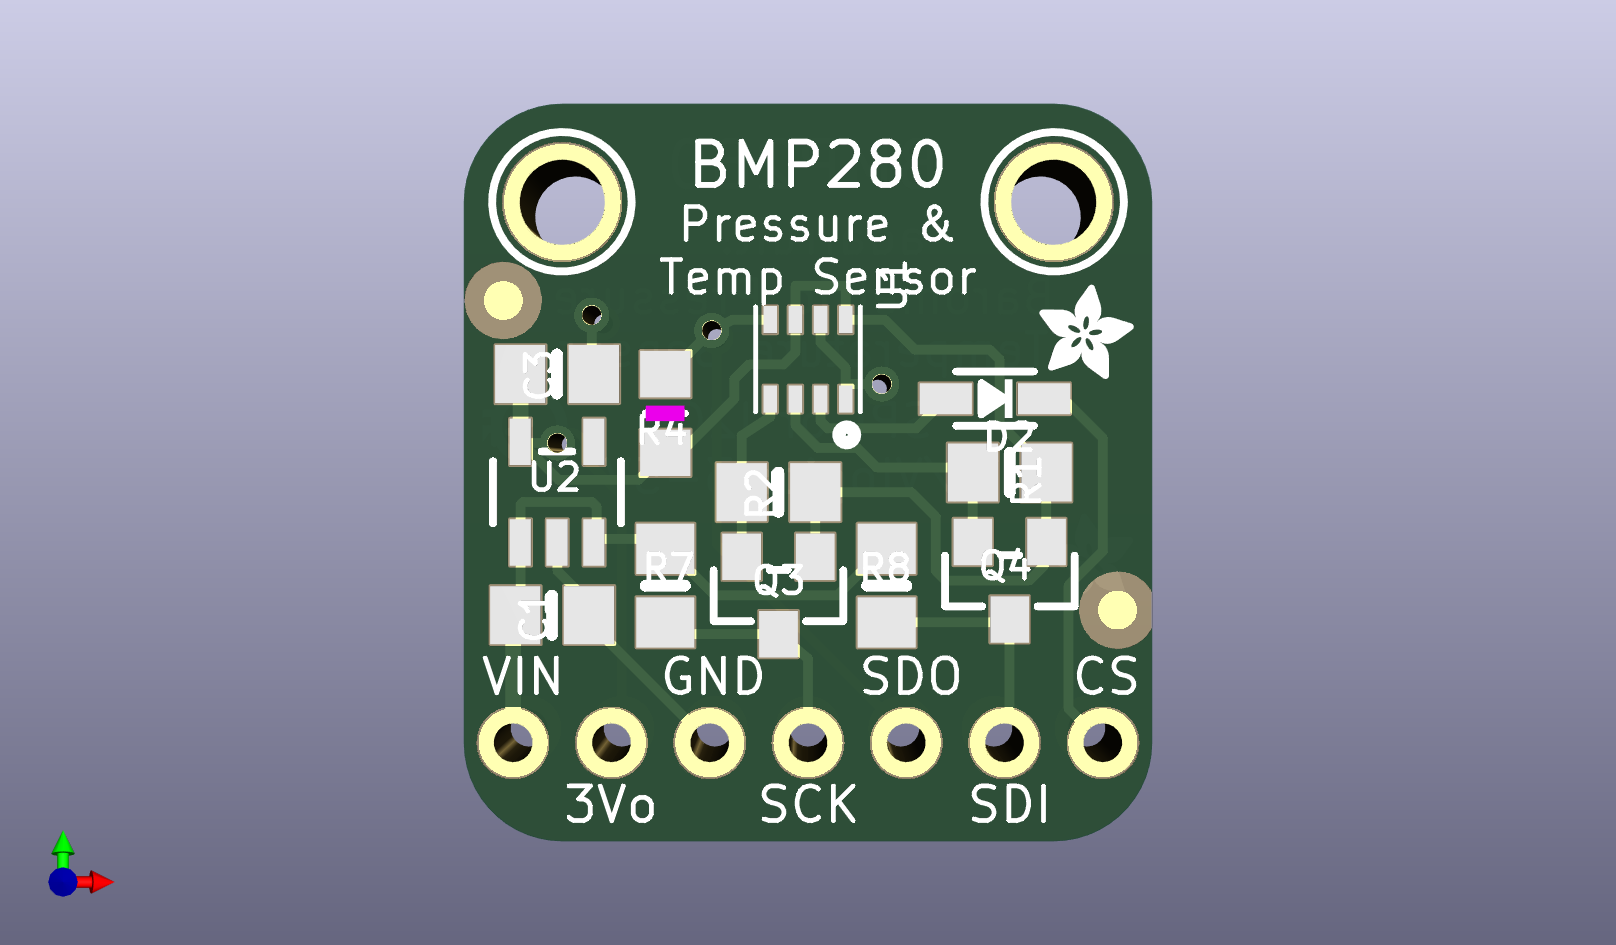 BMP280
Pressure &
Temp Sensor
U1
C3
R4
D2
U2
R2
R1
R7
Q3
R8
Q4
C1
VIN
GND
SDO
CS
3Vo
SCK
SDI